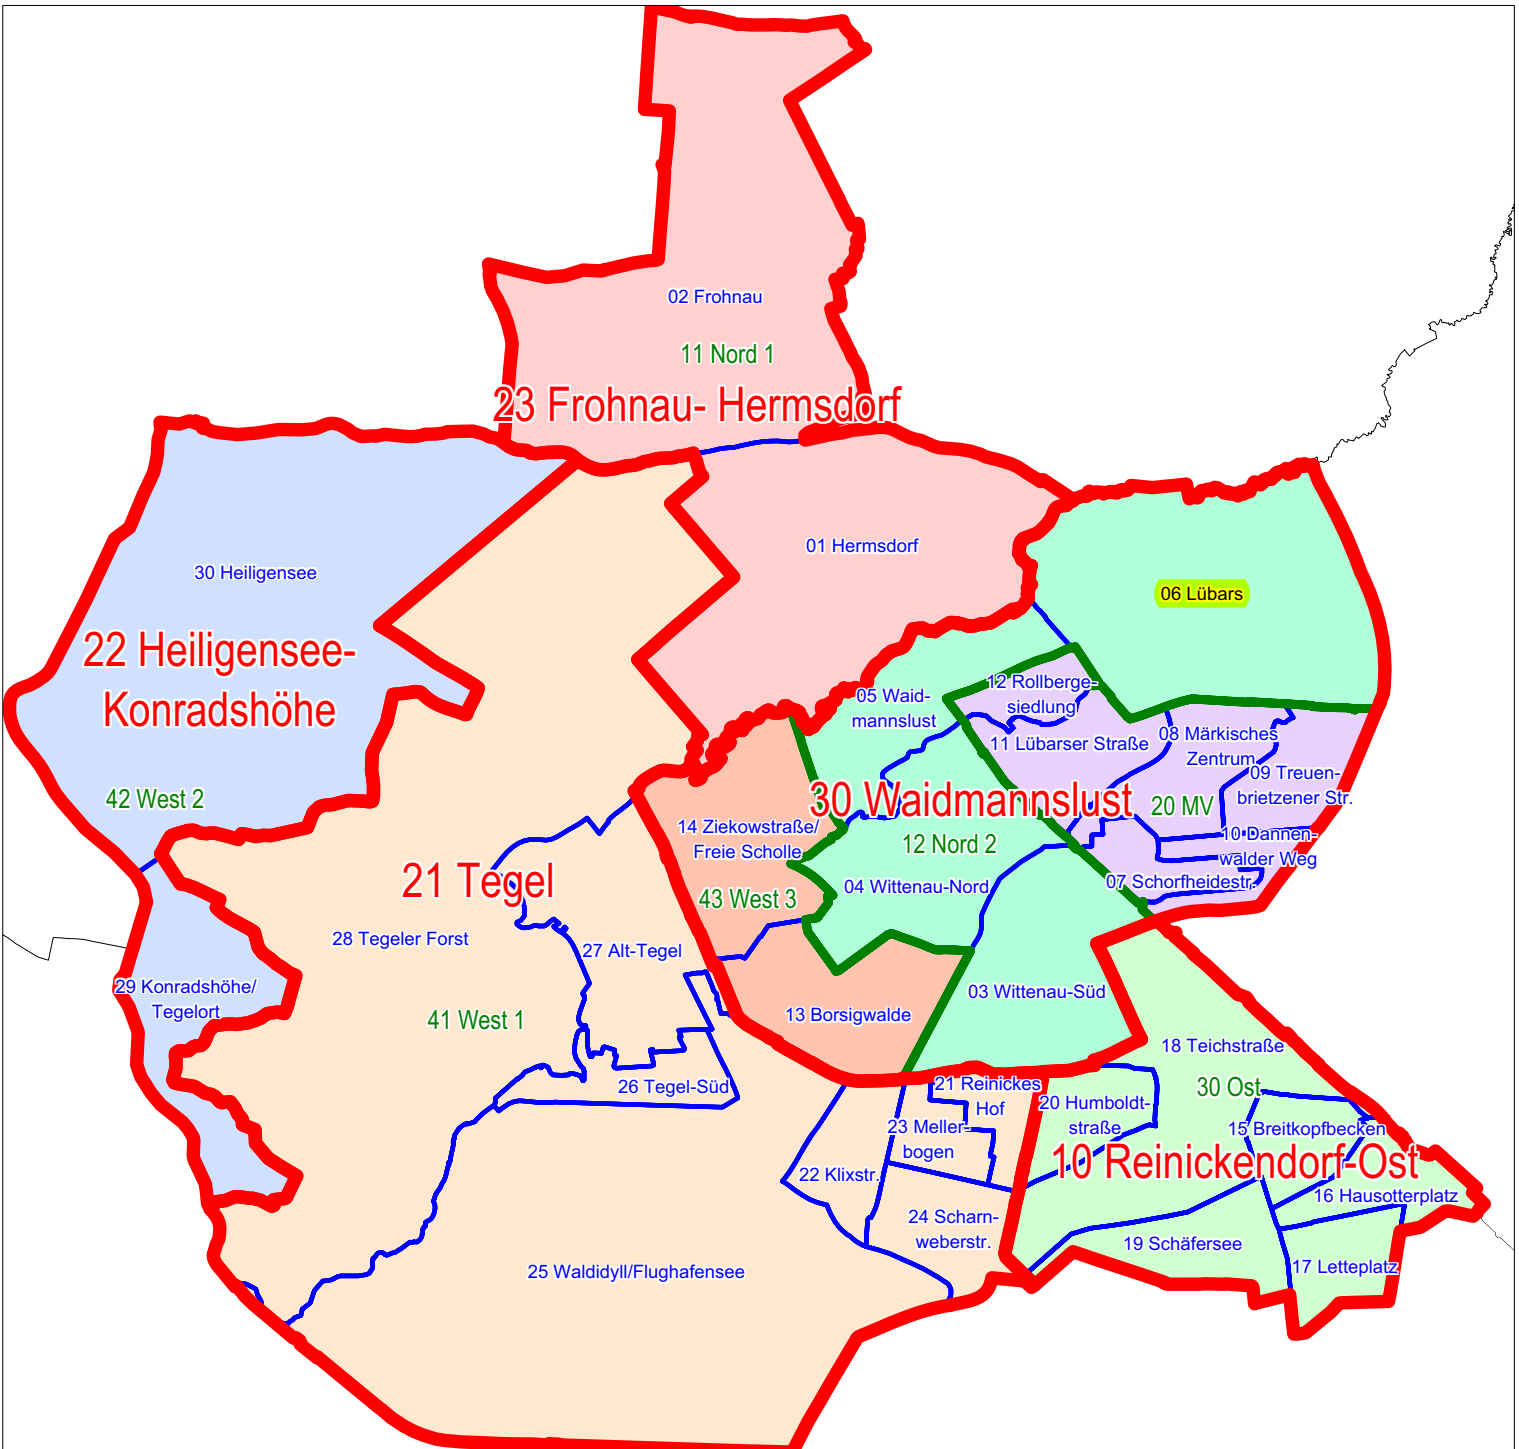 02 Frohnau
11 Nord 1
23 Frohnau- Hermsdorf
01 Hermsdorf
30 Heiligensee
06 Lübars
22 Heiligensee-
Konradshöhe
12 Rollberge-
siedlung
05 Waid-
mannslust
11 Lübarser Straße
08 Märkisches
Zentrum
09 Treuen-
brietzener Str.
42 West 2
30 Waidmannslust
20 MV
14 Ziekowstraße/
Freie Scholle
12 Nord 2
10 Dannen-
walder Weg
21 Tegel
43 West 3
04 Wittenau-Nord
07 Schorfheidestr.
28 Tegeler Forst
27 Alt-Tegel
29 Konradshöhe/
Tegelort
41 West 1
13 Borsigwalde
03 Wittenau-Süd
18 Teichstraße
26 Tegel-Süd
21 Reinickes
Hof
30 Ost
20 Humboldt-
straße
23 Meller-
bogen
15 Breitkopfbecken
10 Reinickendorf-Ost
22 Klixstr.
16 Hausotterplatz
24 Scharn-
weberstr.
19 Schäfersee
25 Waldidyll/Flughafensee
17 Letteplatz